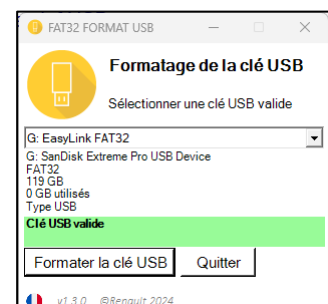 FAT32 FORMAT USB
Formatage de la clé USB
Sélectionner une clé USB valide
G: EasyLink FAT32
G: SanDisk Extreme Pro USB Device
FAT32
119 GB
0 GB utilisés
Type USB
Clé USB valide
Formater la clé USB
Quitter
v1.3.0 ©Renault 2024